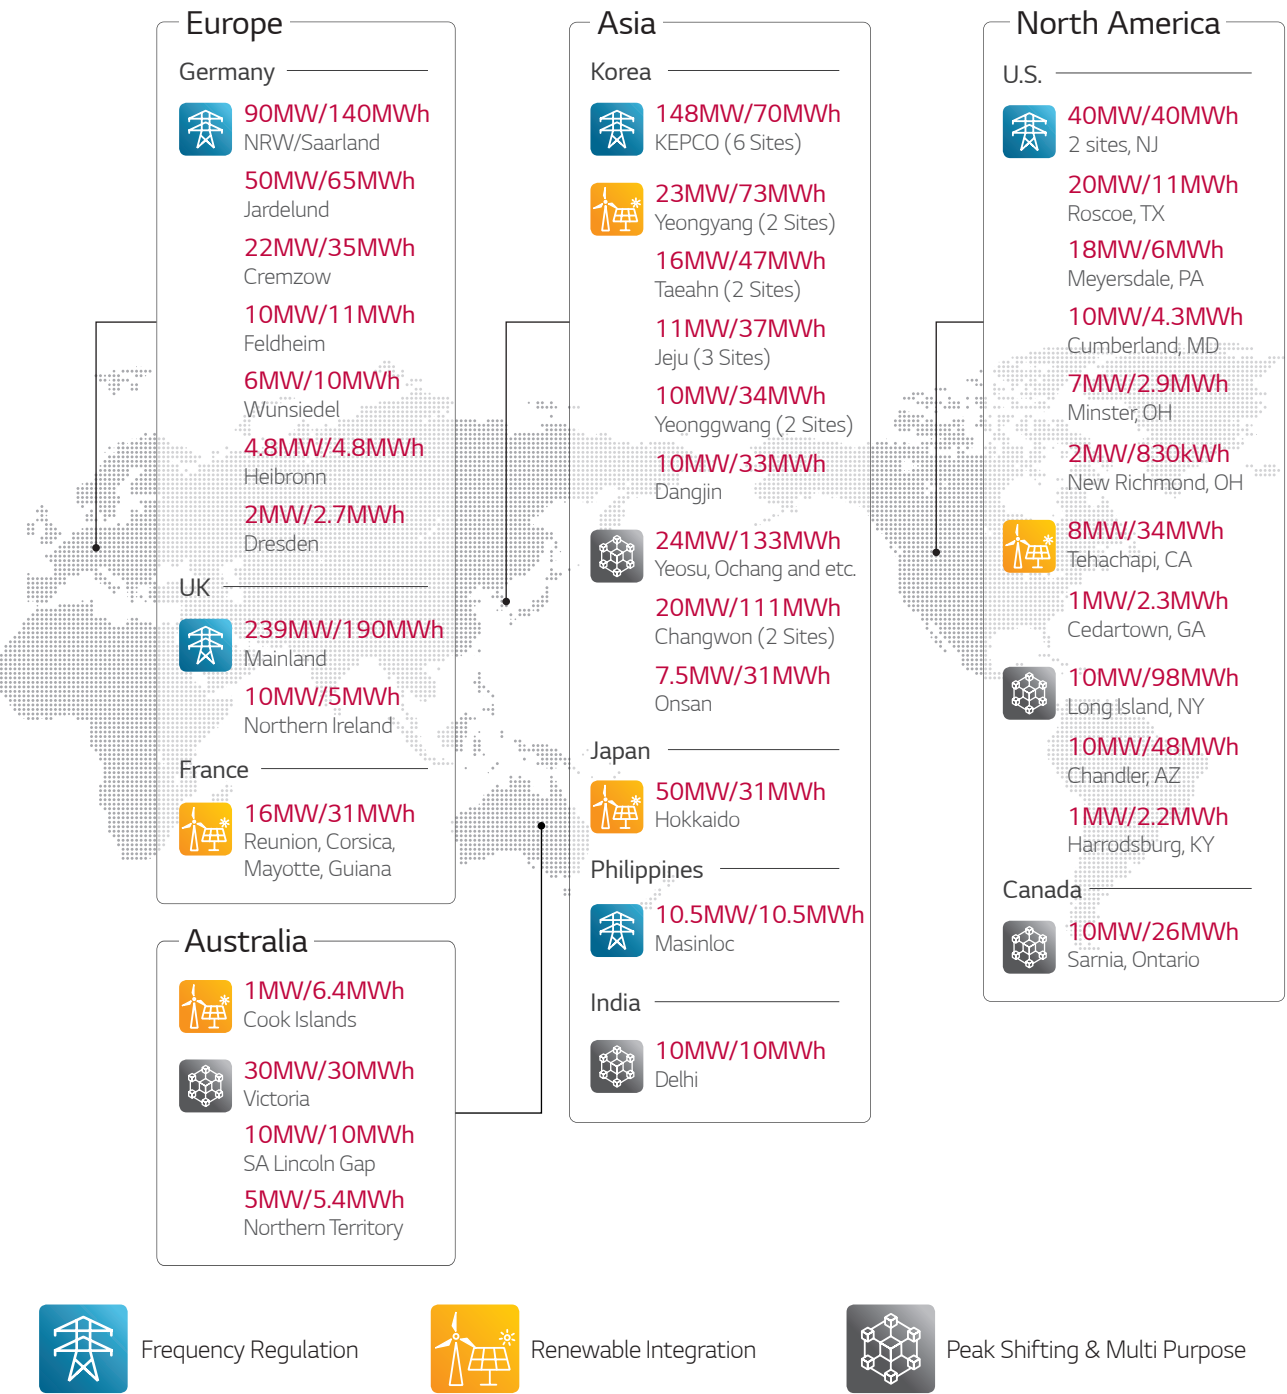 Europe
Germany
90MW/140MWh
NRW/Saarland
50MW/65MWh
Jardelund
22MW/35MWh
Cremzow
10MW/11MWh
Feldheim
6MW/10MWh
Wunsiedel
4.8MW/4.8MWh
Heibronn
2MW/2.7MWh
Dresden
UK
239MW/190MWh
Mainland
10MW/5MWh
Northern Ireland
France
16MW/31MWh
Reunion, Corsica,
Mayotte, Guiana
Australia
1MW/6.4MWh
Cook Islands
30MW/30MWh
Victoria
10MW/10MWh
SA Lincoln Gap
5MW/5.4MWh
Northern Territory
Asia
Korea
148MW/70MWh
KEPCO (6 Sites)
23MW/73MWh
Yeongyang (2 Sites)
16MW/47MWh
Taeahn (2 Sites)
11MW/37MWh
Jeju (3 Sites)
10MW/34MWh
Yeonggwang (2 Sites)
10MW/33MWh
Dangjin
24MW/133MWh
Yeosu, Ochang and etc.
20MW/111MWh
Changwon (2 Sites)
7.5MW/31MWh
Onsan
Japan
50MW/31MWh
Hokkaido
Philippines
10.5MW/10.5MWh
Masinloc
India
10MW/10MWh
Delhi
North America
U.S.
40MW/40MWh
2 sites, NJ
20MW/11MWh
Roscoe, TX
18MW/6MWh
Meyersdale, PA
10MW/4.3MWh
Cumberland, MD
7MW/2.9MWh
Minster, OH
2MW/830kWh
New Richmond, OH
8MW/34MWh
Tehachapi, CA
1MW/2.3MWh
Cedartown, GA
10MW/98MWh
Long Island, NY
10MW/48MWh
Chandler, AZ
1MW/2.2MWh
Harrodsburg, KY
Canada
10MW/26MWh
Sarnia, Ontario
Frequency Regulation
Renewable Integration
Peak Shifting & Multi Purpose